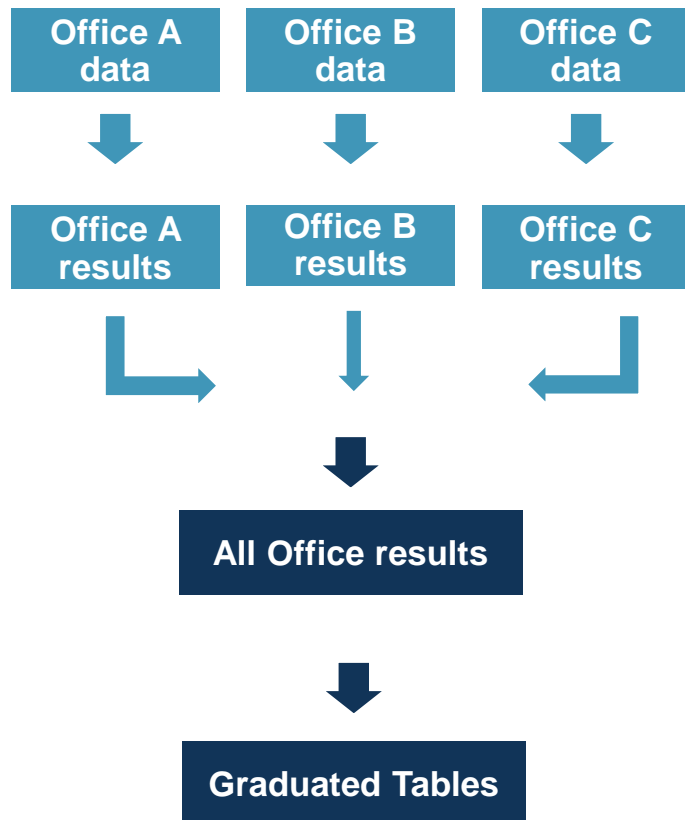 Office A
data
Office B
data
Office C
data
Office A
results
Office B
results
Office C
results
All Office results
Graduated Tables